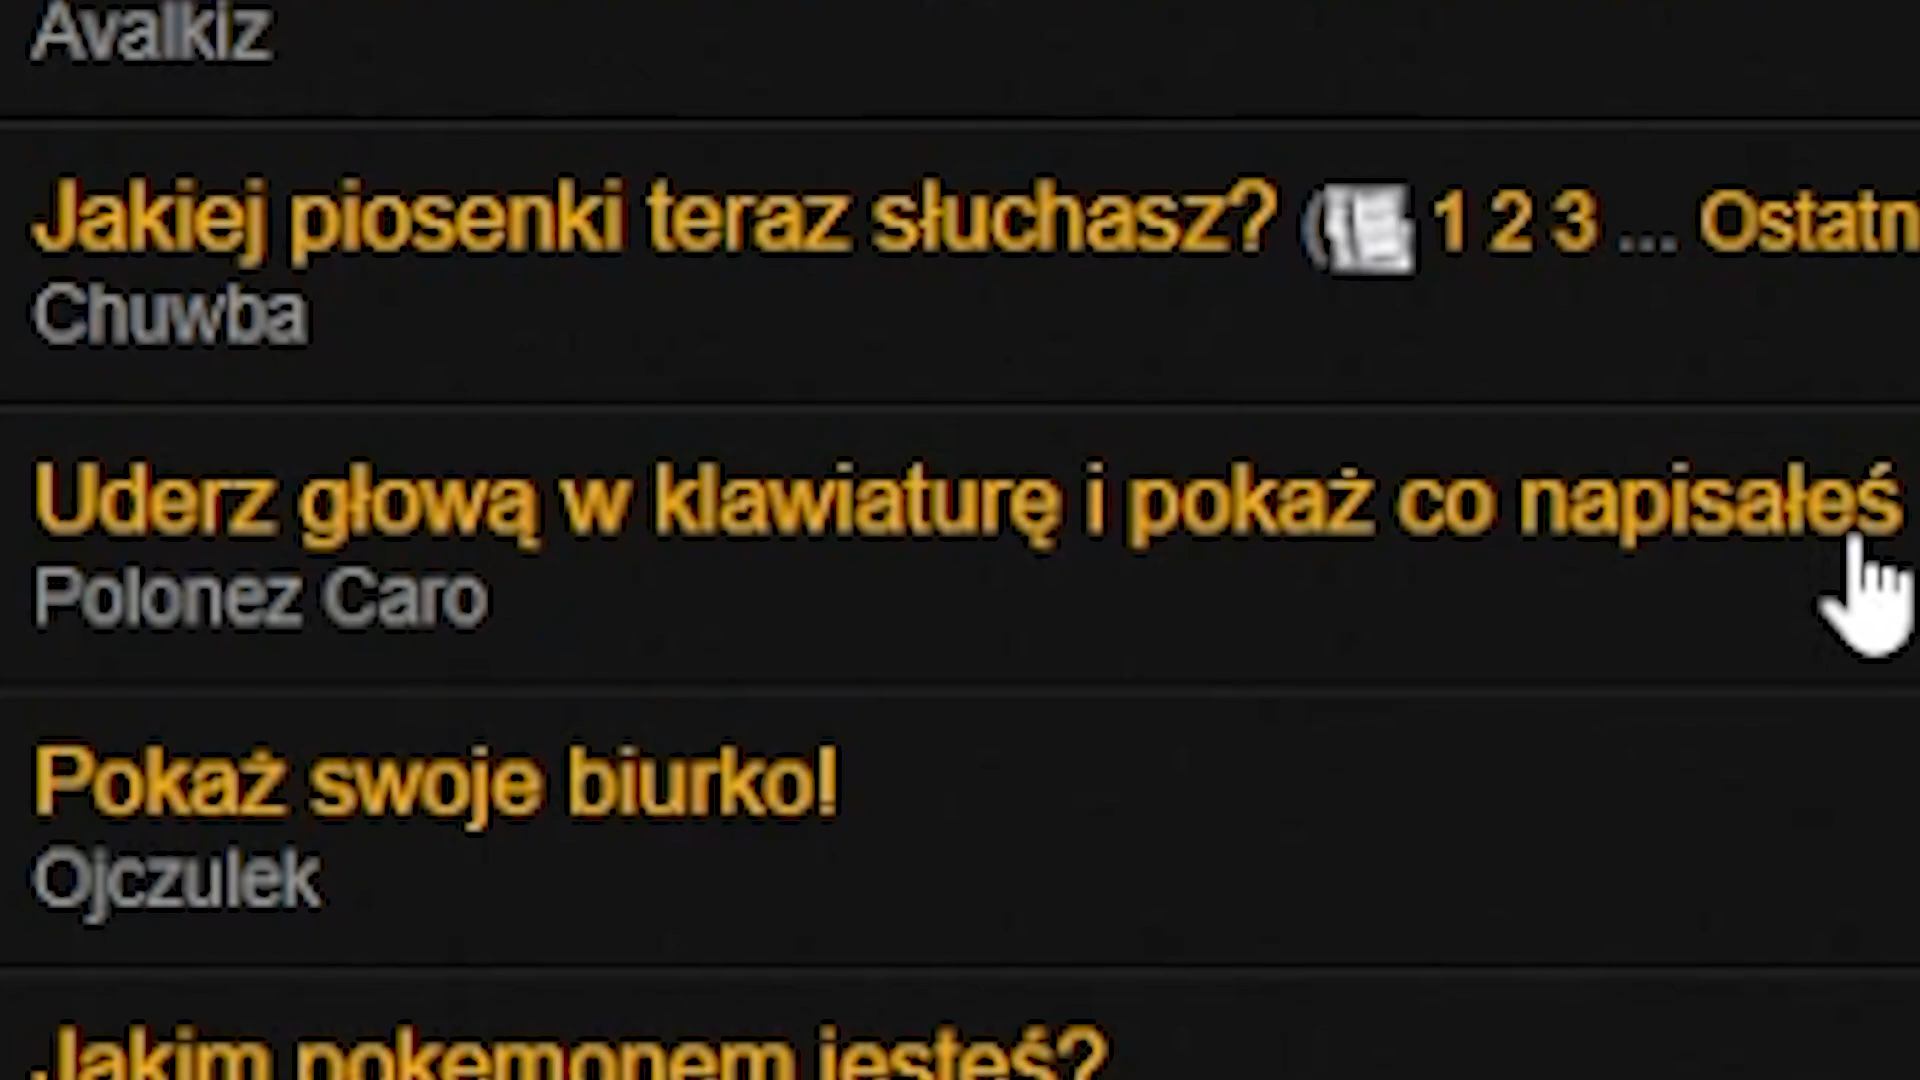 Avalkiz
Jakiej piosenki teraz słuchasz? ( 1 2 3 ... Ostatn
Chuwba
Uderz głową w klawiaturę i pokaż co napisałeś
Polonez Caro
Pokaż swoje biurko!
Ojczulek
Jakim pokemonem jesteś?